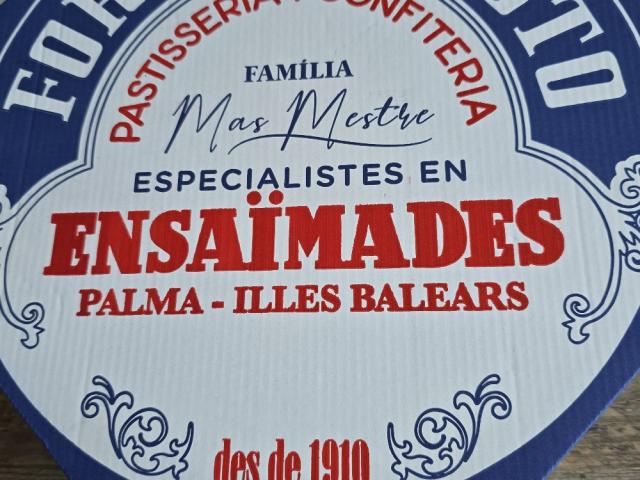 PASTISSERIA Y CONFITERIA
FAMÍLIA
Mas Mestre
ESPECIALISTES EN
ENSAÏMADES
PALMA - ILLES BALEARS
des de 1910